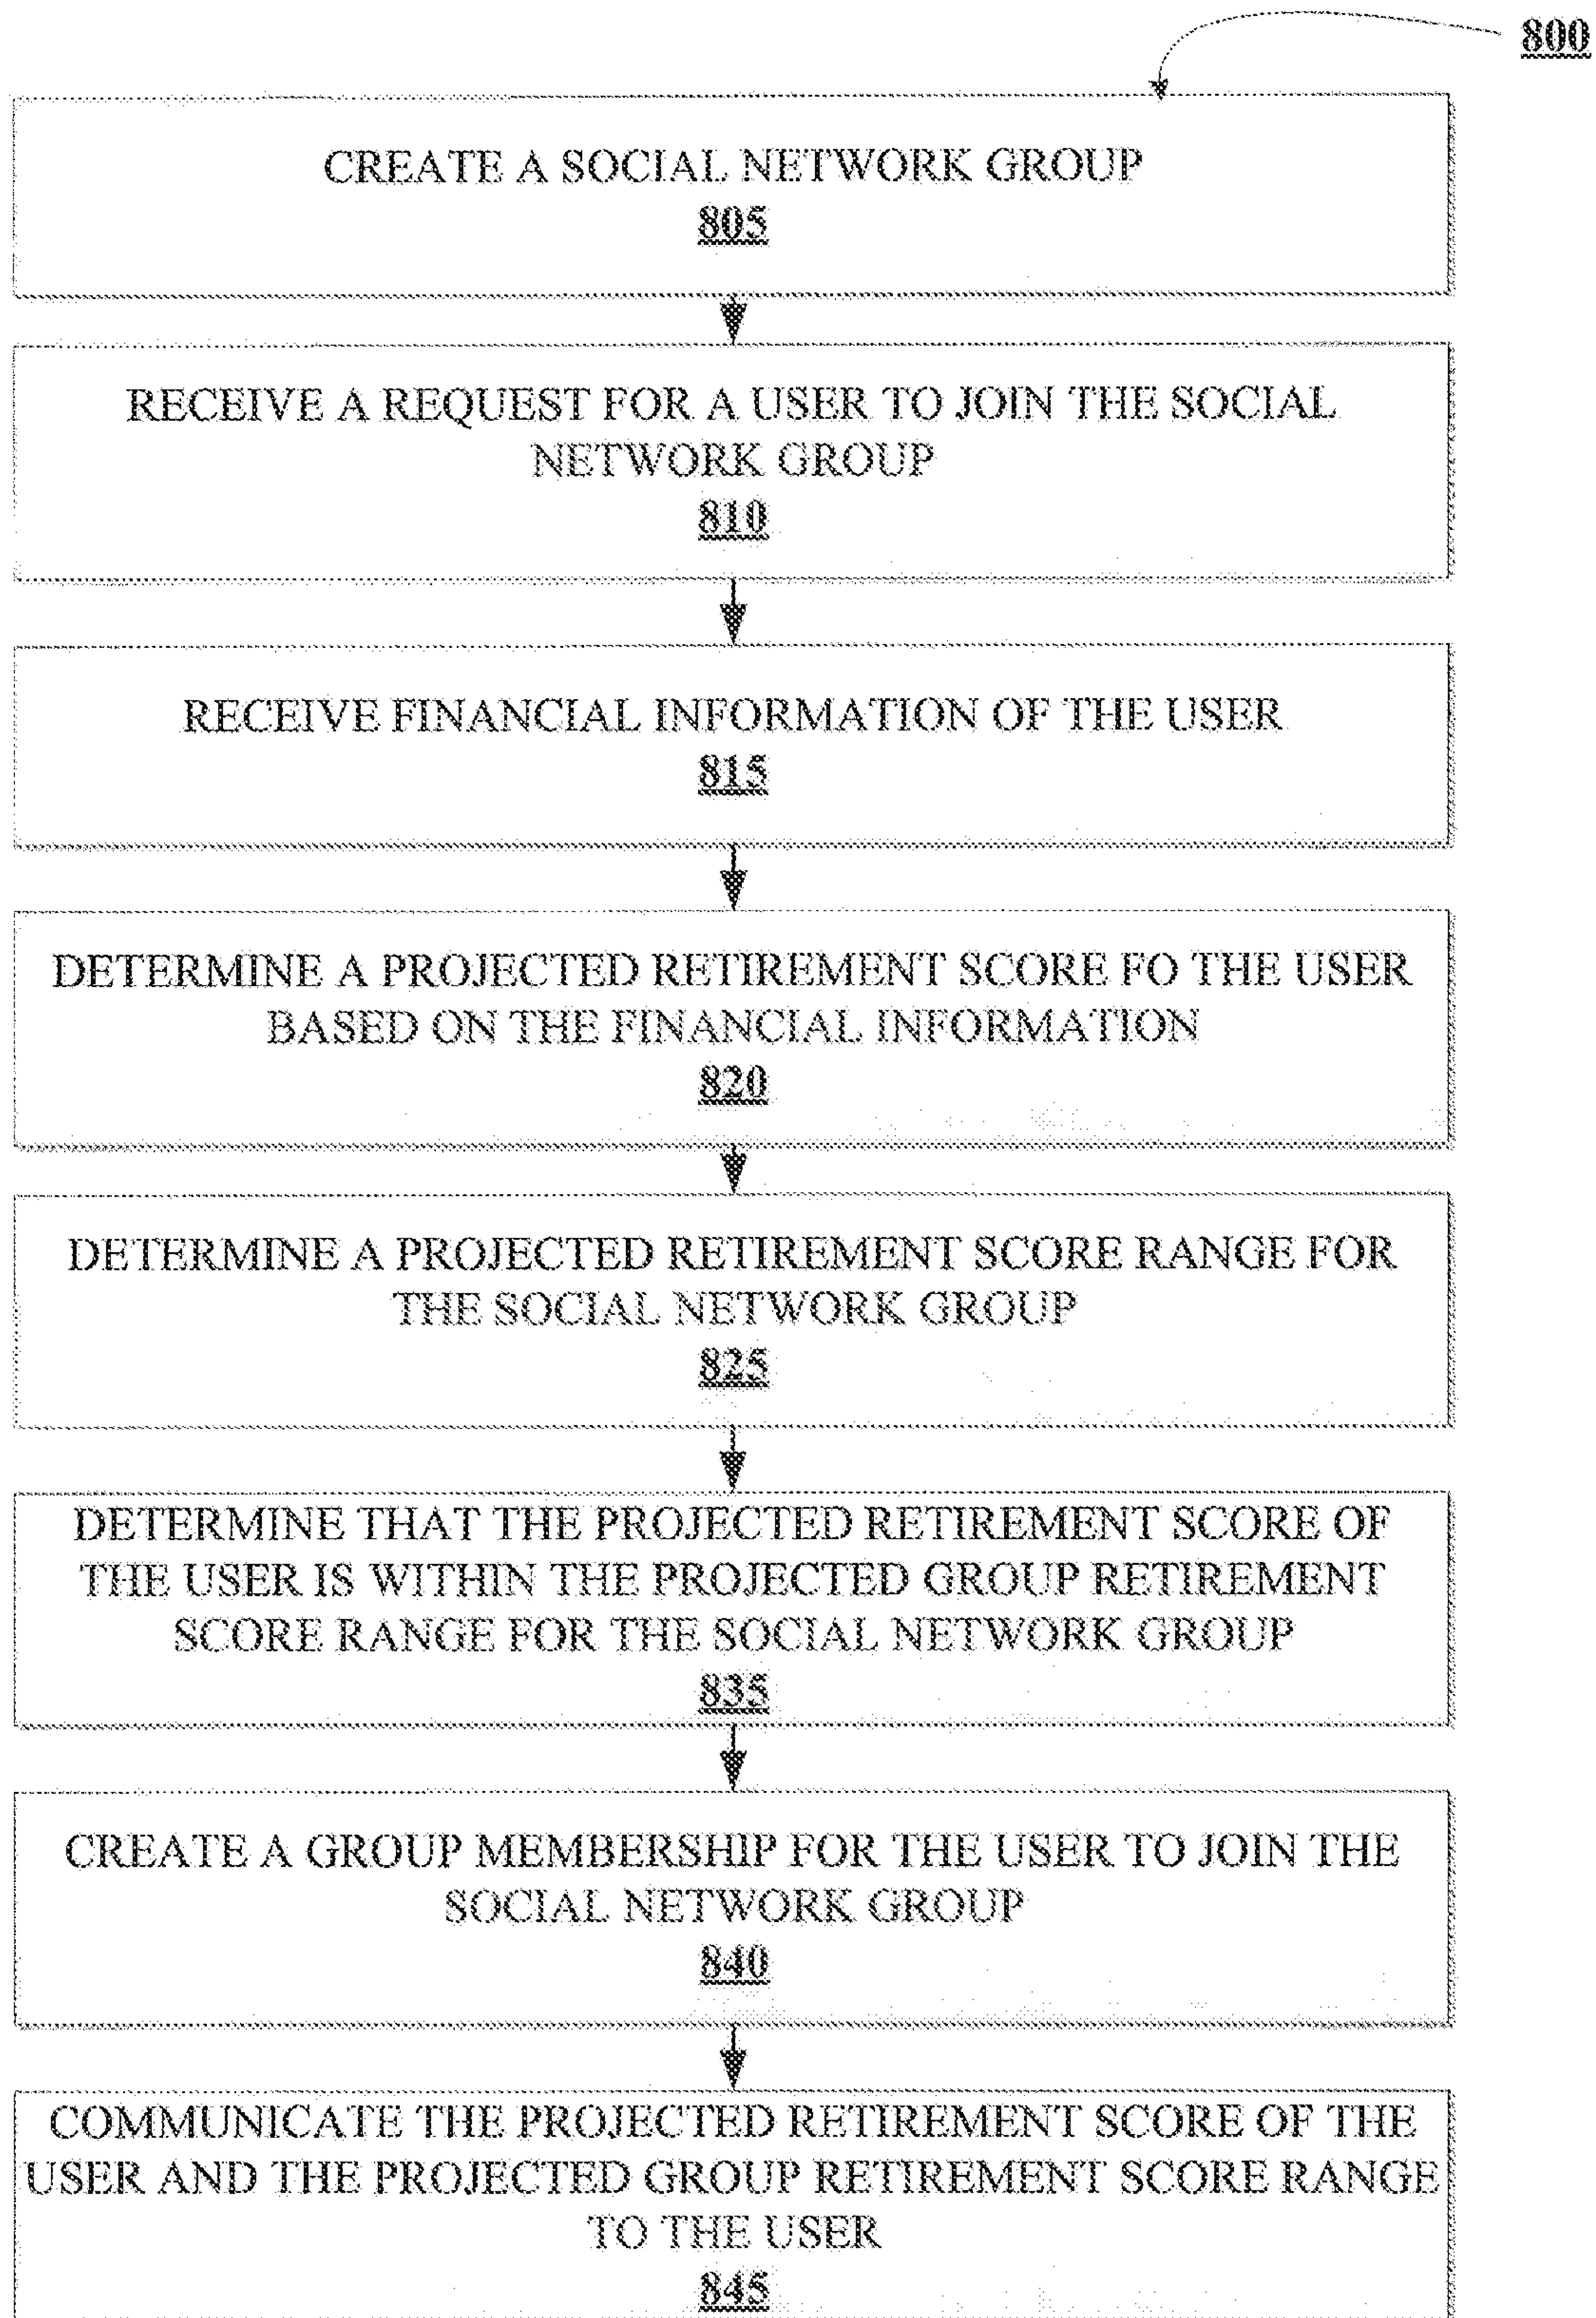 800
CREATE A SOCIAL NETWORK GROUP
805
RECEIVE A REQUEST FOR A USER TO JOIN THE SOCIAL
NETWORK GROUP
810
RECEIVE FINANCIAL INFORMATION OF THE USER
815
DETERMINE A PROJECTED RETIREMENT SCORE FO THE USER
BASED ON THE FINANCIAL INFORMATION
820
DETERMINE A PROJECTED RETIREMENT SCORE RANGE FOR
THE SOCIAL NETWORK GROUP
825
DETERMINE THAT THE PROJECTED RETIREMENT SCORE OF
THE USER IS WITHIN THE PROJECTED GROUP RETIREMENT
SCORE RANGE FOR THE SOCIAL NETWORK GROUP
835
CREATE A GROUP MEMBERSHIP FOR THE USER TO JOIN THE
SOCIAL NETWORK GROUP
840
COMMUNICATE THE PROJECTED RETIREMENT SCORE OF THE
USER AND THE PROJECTED GROUP RETIREMENT SCORE RANGE
TO THE USER
845